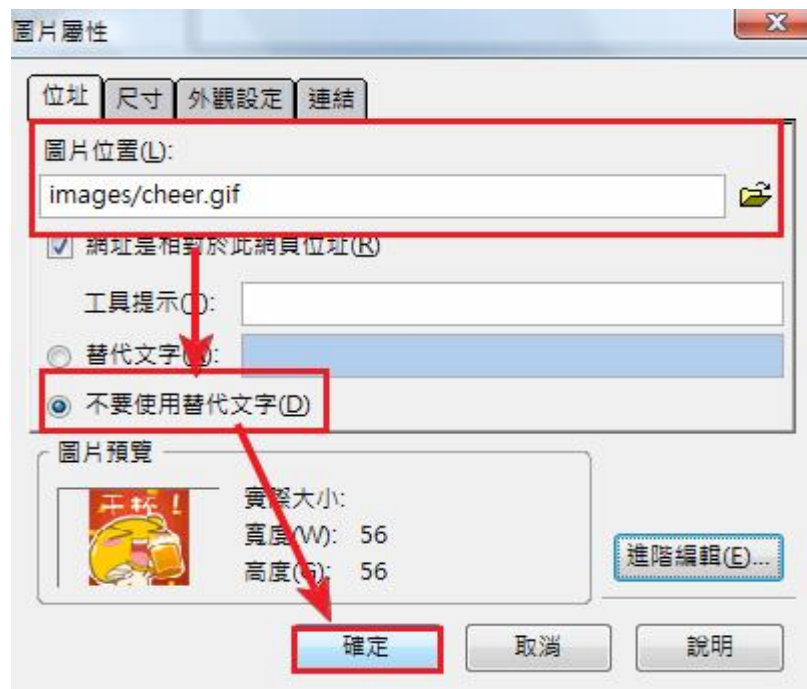 圖片屬性
位址 尺寸 外觀設定 連結
圖片位置(L):
images/cheer.gif
網址是相對於此網頁位址(R)
工具提示():
替代文字():
不要使用替代文字(D)
圖片預覽
干杯！
實際大小:
寬度(W): 56
高度(G): 56
進階編輯(E)...
確定 取消 說明